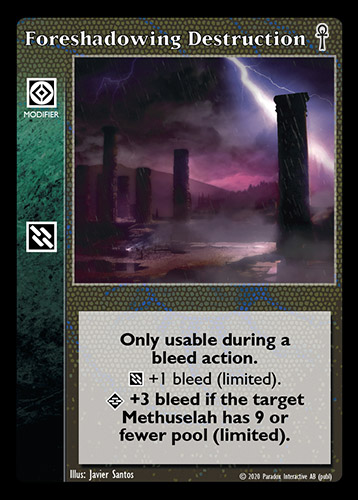 Foreshadowing Destruction
MODIFIER
Only usable during a
bleed action.
+1 bleed (limited).
+3 bleed if the target
Methuselah has 9 or
fewer pool (limited).
Illus: Javier Santos
© 2020 Paradox Interactive AB (publ)